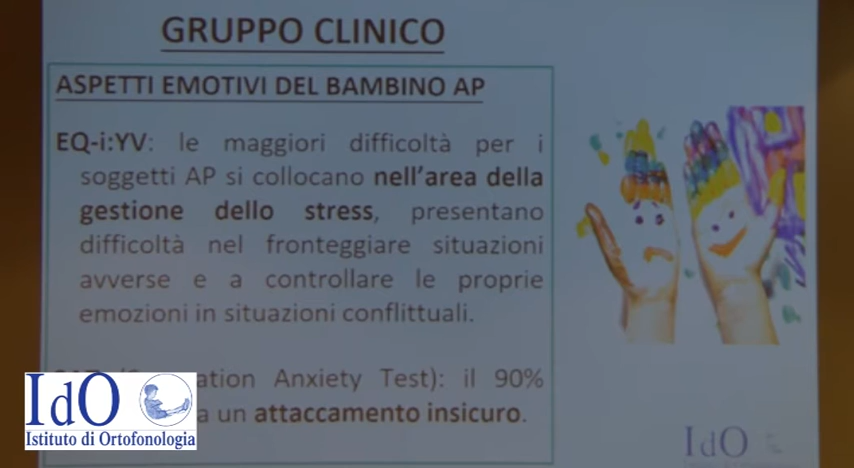 GRUPPO CLINICO
ASPETTI EMOTIVI DEL BAMBINO AP
EQ-i:YV: le maggiori difficoltà per i
soggetti AP si collocano nell’area della
gestione dello stress, presentano
difficoltà nel fronteggiare situazioni
avverse e a controllare le proprie
emozioni in situazioni conflittuali.
ation Anxiety Test): il 90%
a un attaccamento insicuro.
IdO
Istituto di Ortofonologia
IdO